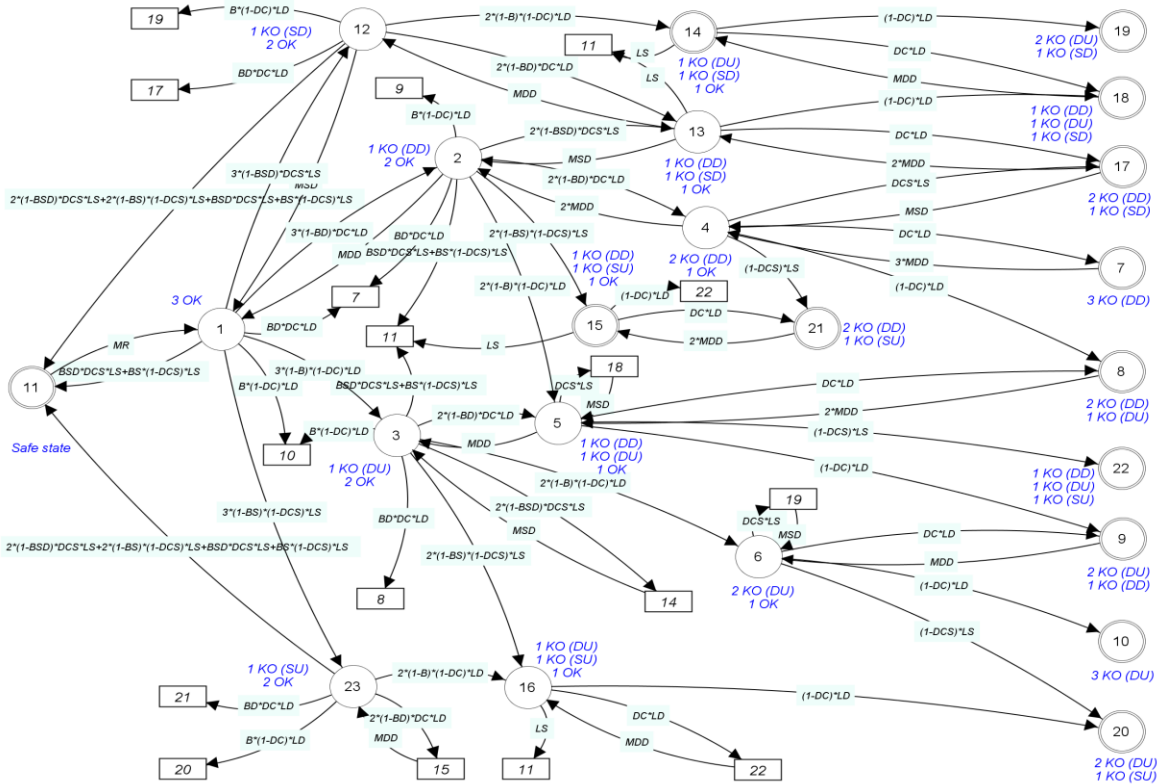 19
B*(1-DC)*LD
12
1 KO (SD)
2 OK
2*(1-B)*(1-DC)*LD
14
1 KO (DU)
1 KO (SD)
1 OK
(1-DC)*LD
19
2 KO (DU)
1 KO (SD)
11
LS
LS
DC*LD
MDD
18
1 KO (DD)
1 KO (DU)
1 KO (SD)
17
BD*DC*LD
2*(1-BD)*DC*LD
MDD
9
B*(1-DC)*LD
13
1 KO (DD)
1 KO (SD)
1 OK
(1-DC)*LD
DC*LD
2*MDD
17
2 KO (DD)
1 KO (SD)
1 KO (DD)
2 OK
2
2*(1-BSD)*DCS*LS
MSD
2*(1-BD)*DC*LD
2*MDD
4
2 KO (DD)
1 OK
DCS*LS
MSD
DC*LD
3*MDD
7
3 KO (DD)
(1-DC)*LD
(1-DCS)*LS
3*(1-BSD)*DCS*LS
MSD
2*(1-BSD)*DCS*LS+2*(1-BS)*(1-DCS)*LS+BSD*DCS*LS+BS*(1-DCS)*LS
3*(1-BD)*DC*LD
MDD
BD*DC*LD
BSD*DCS*LS+BS*(1-DCS)*LS
2*(1-BS)*(1-DCS)*LS
2*(1-B)*(1-DC)*LD
1 KO (DD)
1 KO (SU)
1 OK
15
(1-DC)*LD
22
DC*LD
2*MDD
21
2 KO (DD)
1 KO (SU)
LS
3 OK
1
7
BD*DC*LD
11
MR
BSD*DCS*LS+BS*(1-DCS)*LS
11
Safe state
B*(1-DC)*LD
3*(1-B)*(1-DC)*LD
BSD*DCS*LS+BS*(1-DCS)*LS
18
DCS*LS
MSD
DC*LD
2*MDD
8
2 KO (DD)
1 KO (DU)
10
B*(1-DC)*LD
3
1 KO (DU)
2 OK
2*(1-BD)*DC*LD
MDD
5
1 KO (DD)
1 KO (DU)
1 OK
(1-DCS)*LS
22
1 KO (DD)
1 KO (DU)
1 KO (SU)
(1-DC)*LD
2*(1-B)*(1-DC)*LD
2*(1-BSD)*DCS*LS
MSD
19
DCS*LS
MSD
6
2 KO (DU)
1 OK
DC*LD
MDD
9
2 KO (DU)
1 KO (DD)
(1-DC)*LD
10
3 KO (DU)
(1-DCS)*LS
3*(1-BS)*(1-DCS)*LS
BD*DC*LD
2*(1-BS)*(1-DCS)*LS
2*(1-BSD)*DCS*LS+2*(1-BS)*(1-DCS)*LS+BSD*DCS*LS+BS*(1-DCS)*LS
8
14
1 KO (SU)
2 OK
23
2*(1-B)*(1-DC)*LD
1 KO (DU)
1 KO (SU)
1 OK
16
(1-DC)*LD
20
2 KO (DU)
1 KO (SU)
21
BD*DC*LD
2*(1-BD)*DC*LD
MDD
B*(1-DC)*LD
LS
DC*LD
MDD
20
15
11
22